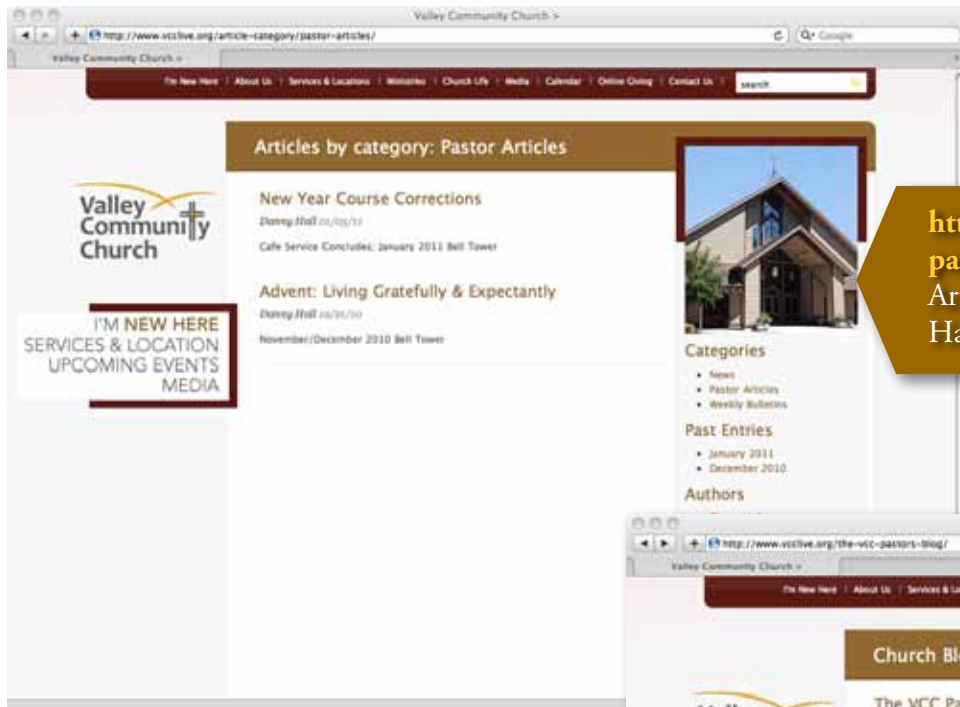 Valley Community Church »
http://www.vcclive.org/article-category/pastor-articles/
Google
Valley Community Church »
I'm New Here | About Us | Services & Locations | Ministries | Church Life | Media | Calendar | Online Giving | Contact Us |
search
Articles by category: Pastor Articles
Valley
Community
Church
New Year Course Corrections
Danny Hall
Cafe Service Concludes; January 2011 Bell Tower
Advent: Living Gratefully & Expectantly
Danny Hall
November/December 2010 Bell Tower
I'M NEW HERE
SERVICES & LOCATION
UPCOMING EVENTS
MEDIA
Categories
• News
• Pastor Articles
• Weekly Bulletins
Past Entries
• January 2011
• December 2010
Authors
htt
pa
Ar
Ha
http://www.vcclive.org/the-vcc-pastors-blog/
Valley Community Church »
I'm New Here | About Us | Services & Lo
Church Bl
The VCC Pa